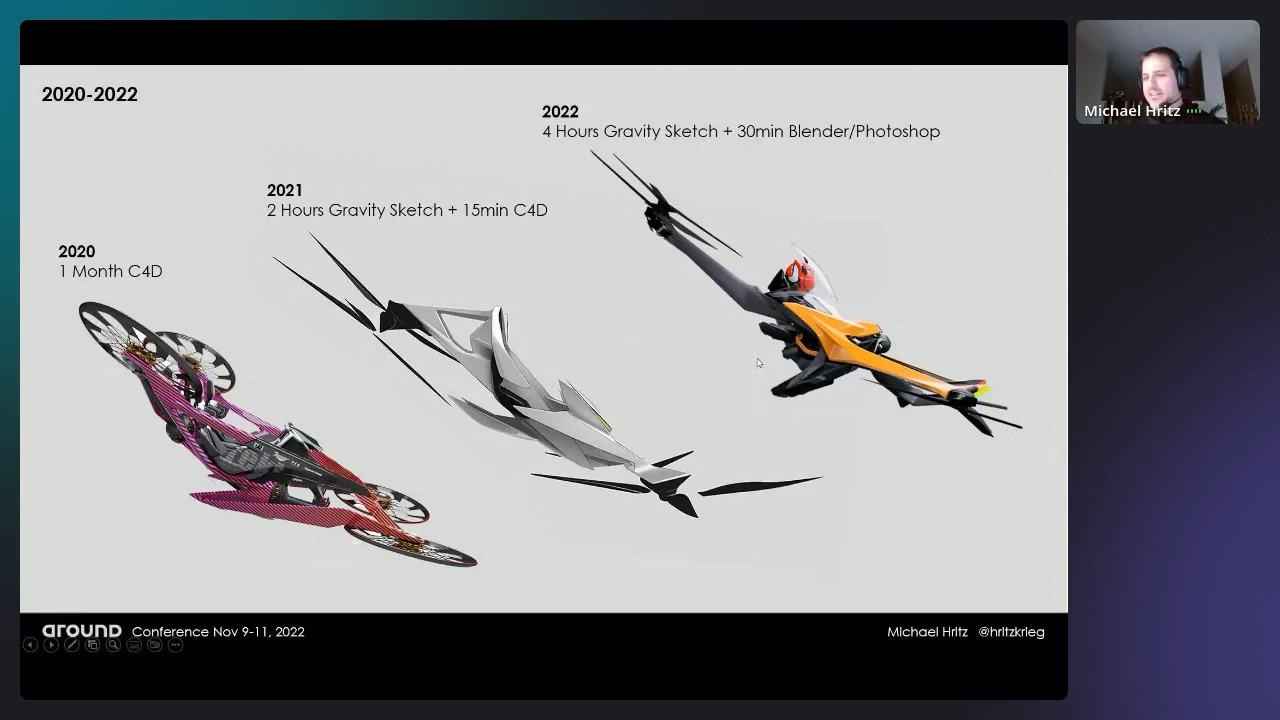 2020-2022
2022
4 Hours Gravity Sketch + 30min Blender/Photoshop
2021
2 Hours Gravity Sketch + 15min C4D
2020
1 Month C4D
Michael Hritz
around Conference Nov 9-11, 2022
Michael Hritz @hritzkrieg